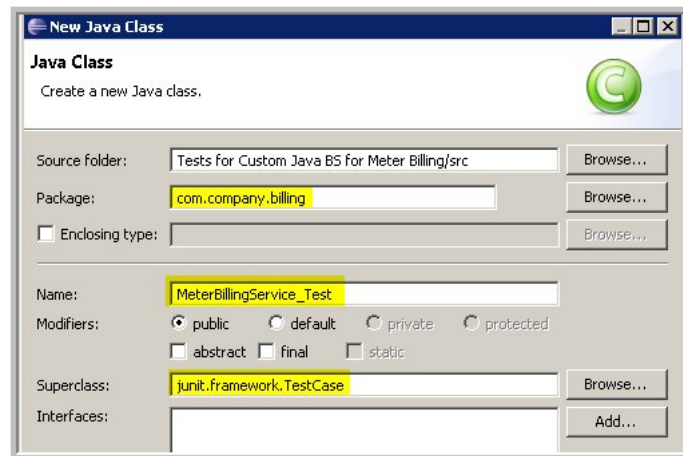 New Java Class
Java Class
Create a new Java class.
Source folder: Tests for Custom Java BS for Meter Billing/src Browse...
Package: com.company.billing Browse...
Enclosing type: Browse...
Name: MeterBillingService_Test
Modifiers: public default private protected
abstract final static
Superclass: junit.framework.TestCase Browse...
Interfaces: Add...